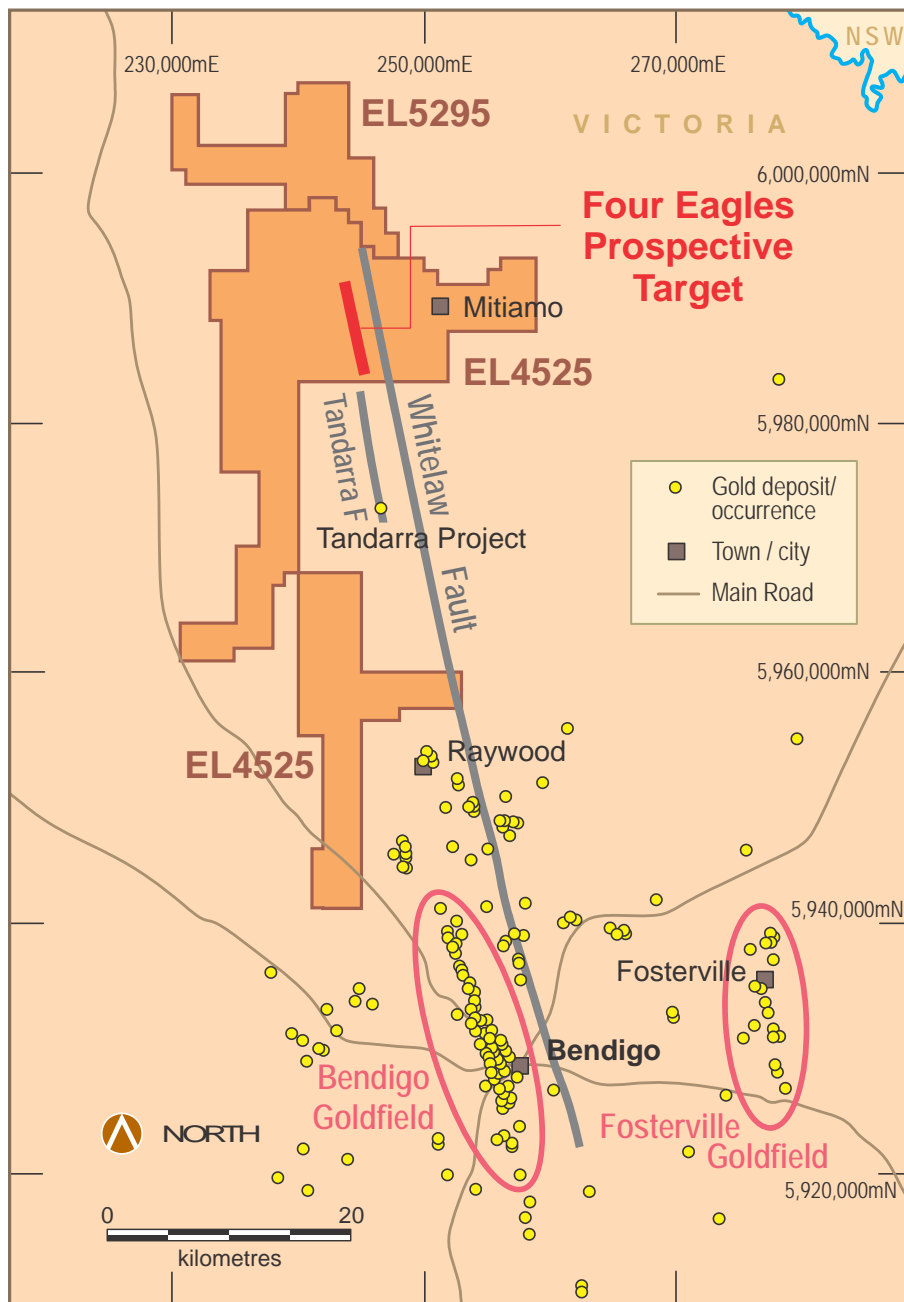 NSW
230,000mE
250,000mE
270,000mE
EL5295
VICTORIA
6,000,000mN
Four Eagles
Prospective
Target
Mitiamo
EL4525
5,980,000mN
Tandarra F
Whitelaw
Fault
Gold deposit/
occurrence
Town / city
Main Road
Tandarra Project
5,960,000mN
EL4525
Raywood
5,940,000mN
Fosterville
Bendigo
Bendigo
Goldfield
Fosterville
Goldfield
NORTH
5,920,000mN
0
20
kilometres